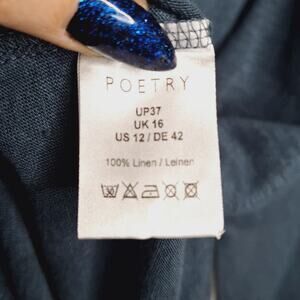 POETRY
UP37
UK 16
US 12 / DE 42
100% Linen / Leinen